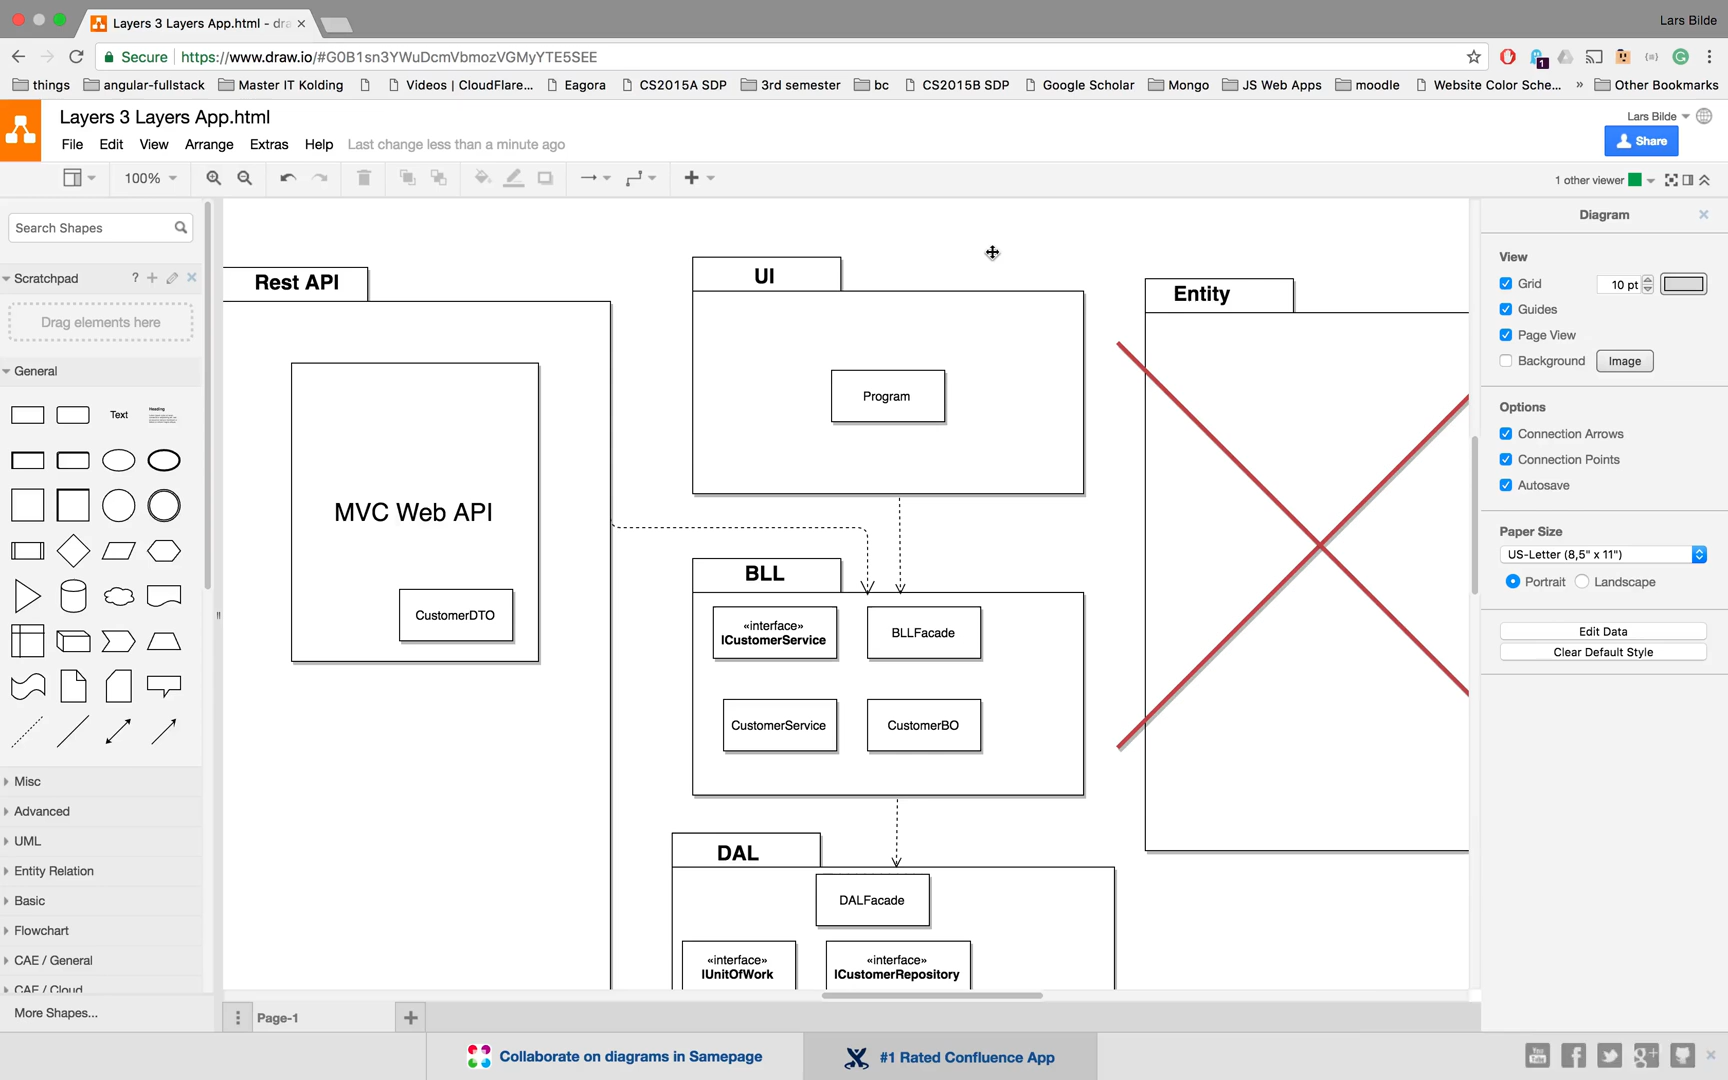 Lars Bilde
Layers 3 Layers App.html - dra
Secure
https://www.draw.io/#G0B1sn3YWuDcmVbmozVGMyYTE5SEE
1
things
angular-fullstack
Master IT Kolding
Videos | CloudFlare...
Eagora
CS2015A SDP
3rd semester
bc
CS2015B SDP
Google Scholar
Mongo
JS Web Apps
moodle
Website Color Sche...
»
Other Bookmarks
Layers 3 Layers App.html
Lars Bilde
File Edit View Arrange Extras Help Last change less than a minute ago
Share
100%
1 other viewer
Search Shapes
Scratchpad
?
Drag elements here
General
Text
Heading
Misc
Advanced
UML
Entity Relation
Basic
Flowchart
CAE / General
CAE / Cloud
More Shapes...
Rest API
MVC Web API
CustomerDTO
UI
Program
BLL
«interface»
ICustomerService
BLLFacade
CustomerService
CustomerBO
DAL
DALFacade
«interface»
IUnitOfWork
«interface»
ICustomerRepository
Entity
Diagram
View
Grid
10 pt
Guides
Page View
Background
Image
Options
Connection Arrows
Connection Points
Autosave
Paper Size
US-Letter (8,5" x 11")
Portrait
Landscape
Edit Data
Clear Default Style
Page-1
Collaborate on diagrams in Samepage
#1 Rated Confluence App